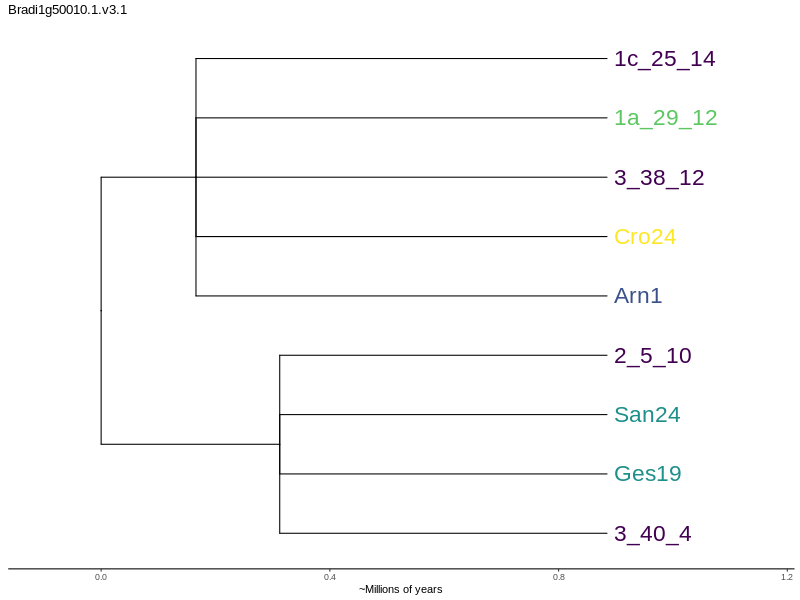 Bradi1g50010.1.v3.1
1c_25_14
1a_29_12
3_38_12
Cro24
Arn1
2_5_10
San24
Ges19
3_40_4
0.0 0.4 0.8 1.2
~Millions of years